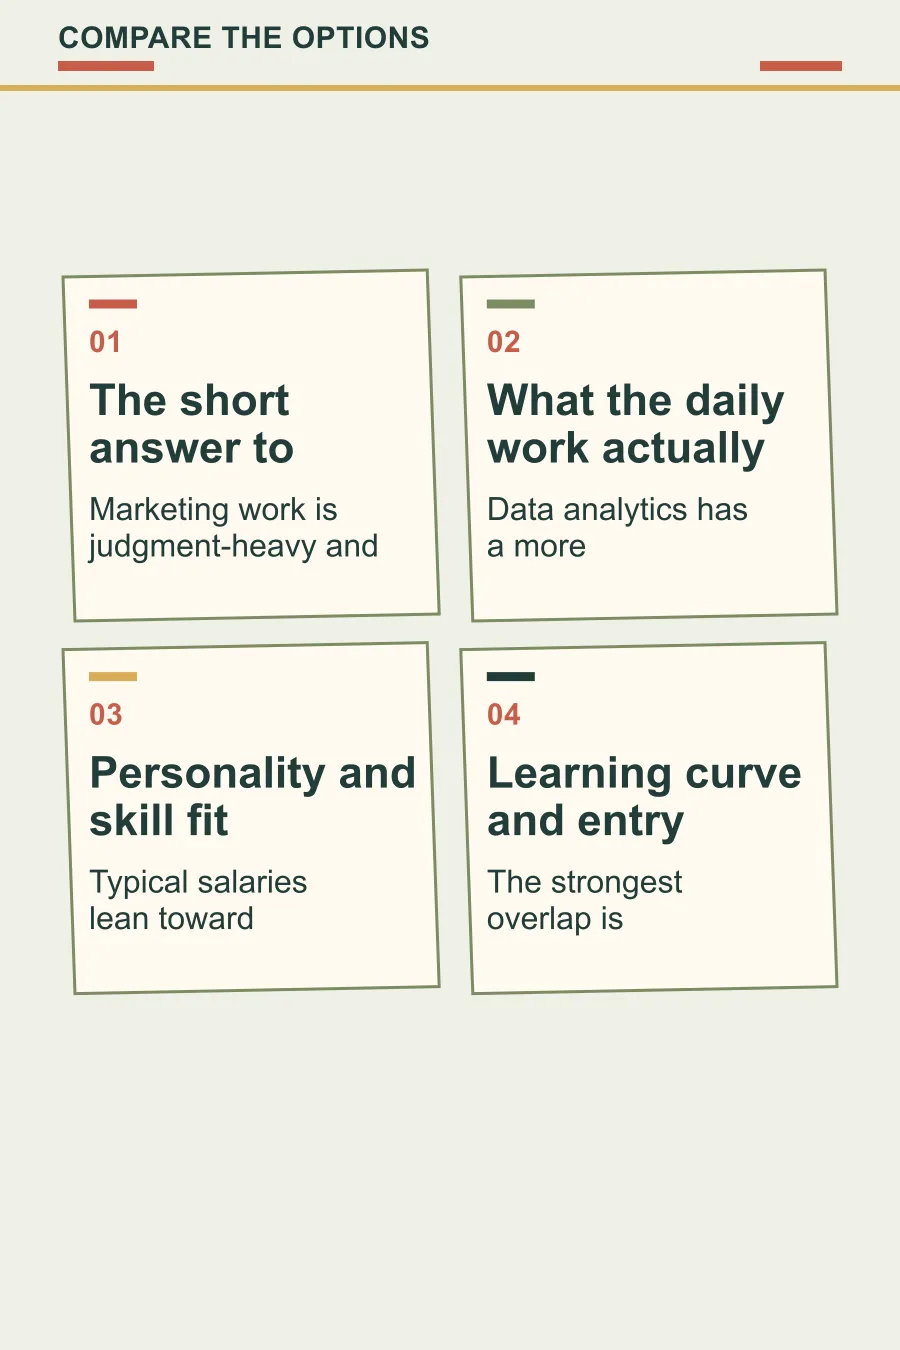 COMPARE THE OPTIONS
01
The short
answer to
Marketing work is
judgment-heavy and
02
What the daily
work actually
Data analytics has
a more
03
Personality and
skill fit
Typical salaries
lean toward
04
Learning curve
and entry
The strongest
overlap is